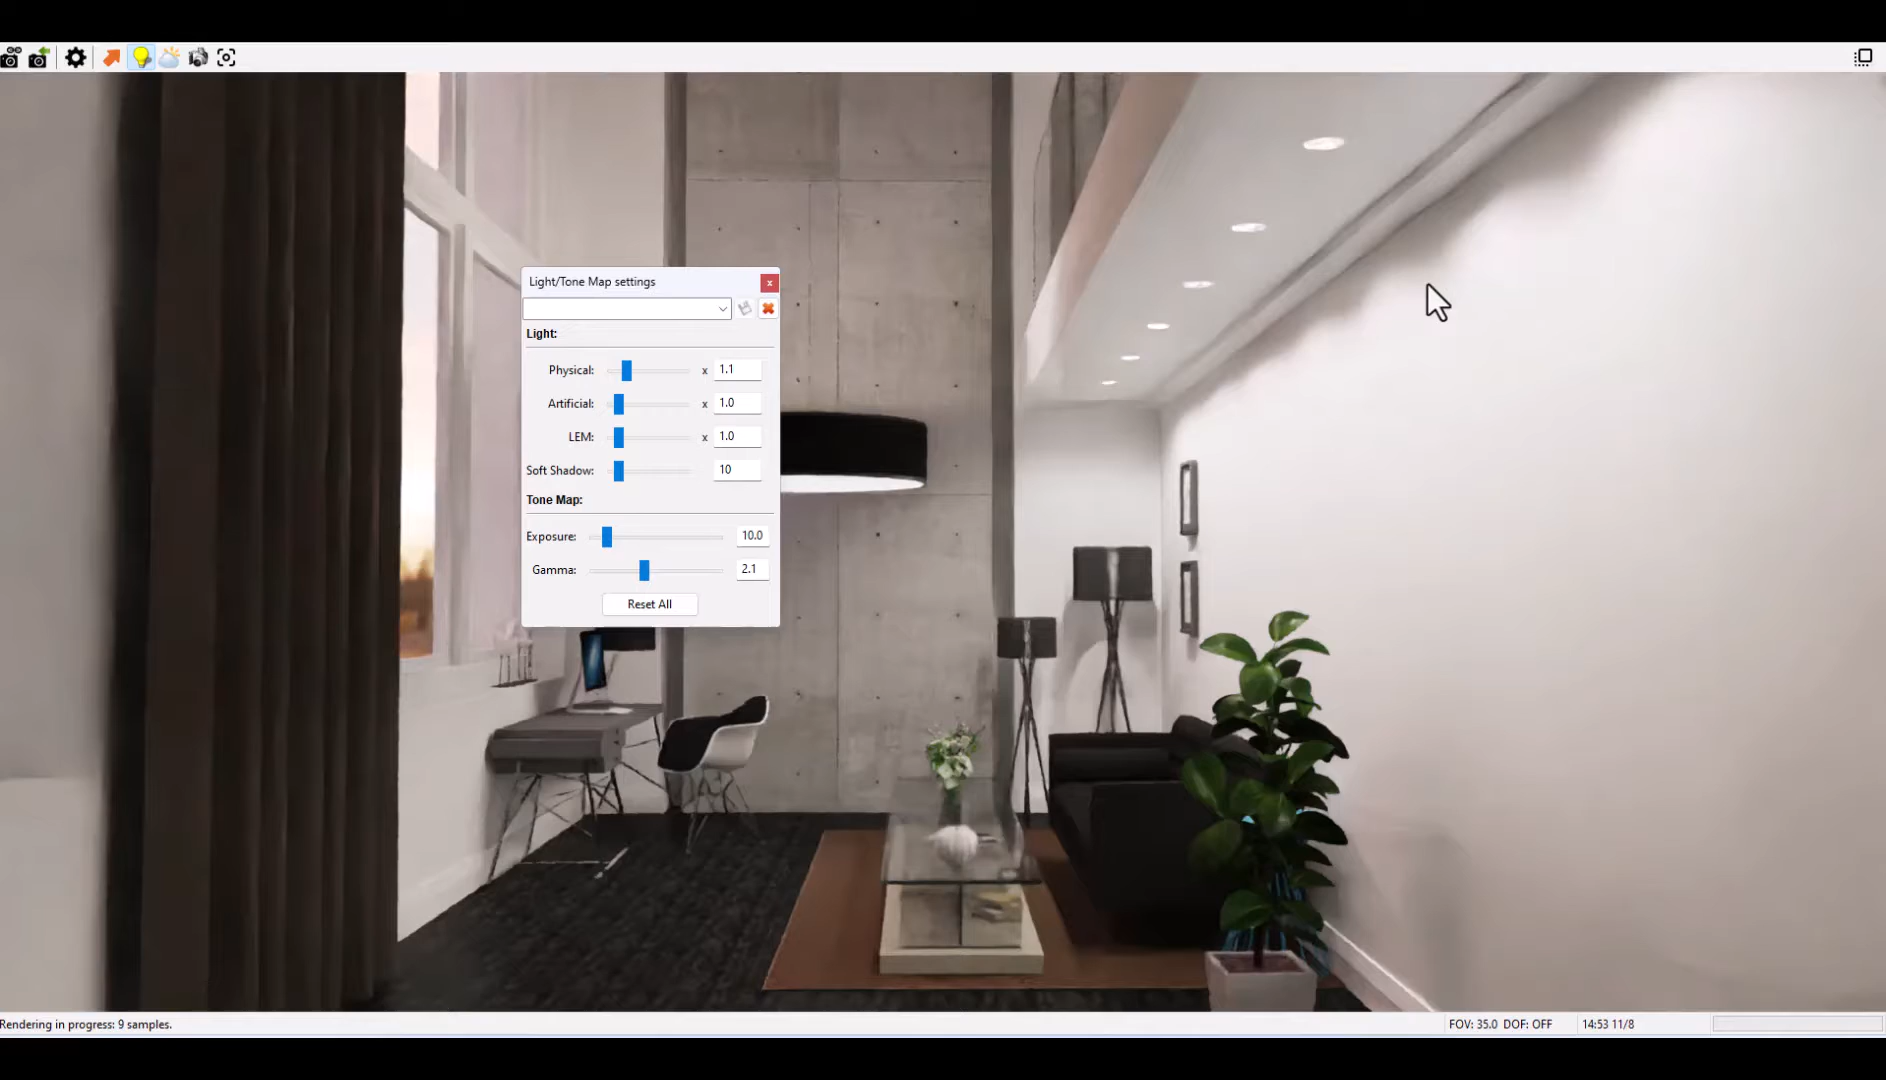 Light/Tone Map settings
x
Light:
Physical: x 1.1
Artificial: x 1.0
LEM: x 1.0
Soft Shadow: 10
Tone Map:
Exposure: 10.0
Gamma: 2.1
Reset All
Rendering in progress: 9 samples. FOV: 35.0 DOF: OFF 14:53 11/8